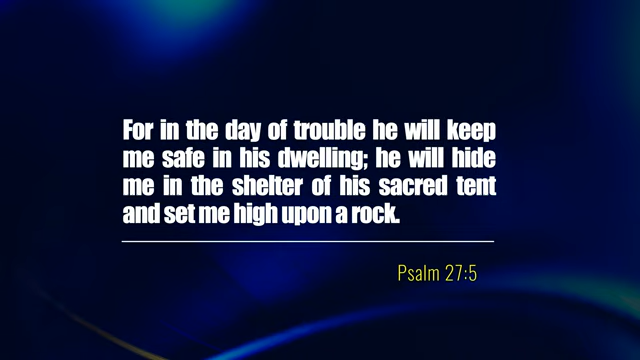 For in the day of trouble he will keep
me safe in his dwelling; he will hide
me in the shelter of his sacred tent
and set me high upon a rock.
Psalm 27:5